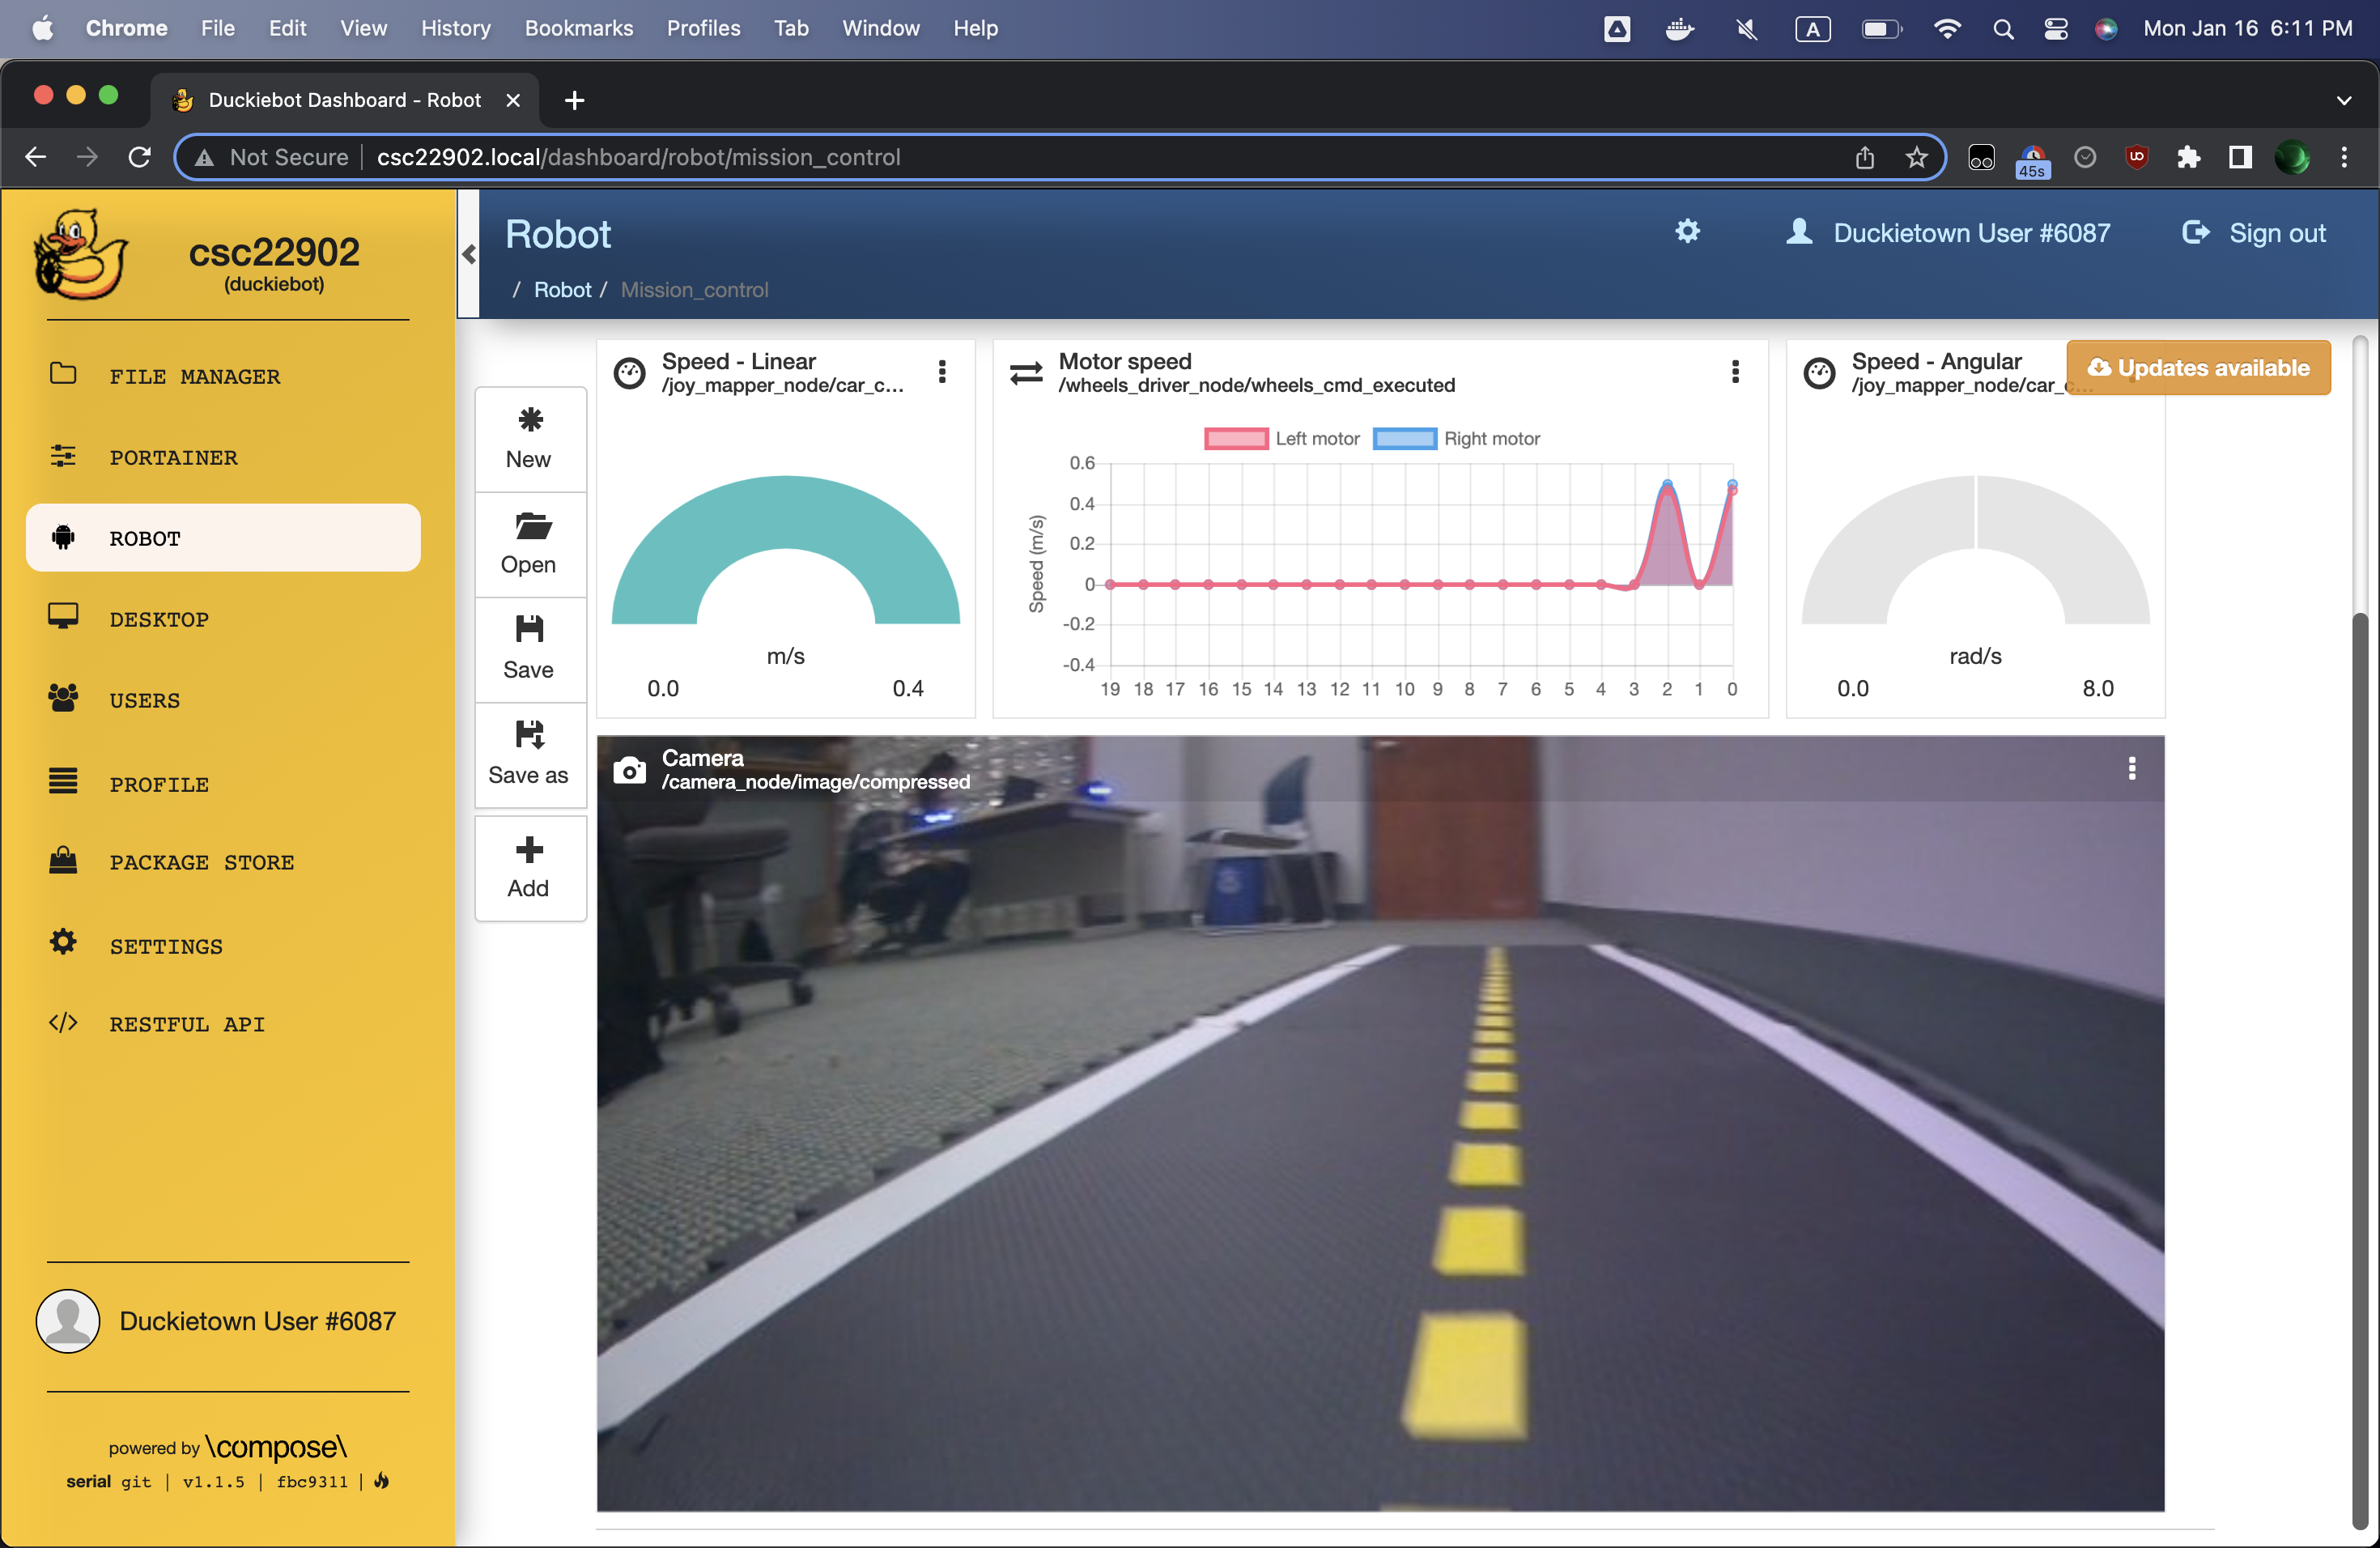 Chrome File Edit View History Bookmarks Profiles Tab Window Help A Mon Jan 16 6:11 PM
Duckiebot Dashboard - Robot
Not Secure csc22902.local/dashboard/robot/mission_control
45s
csc22902
(duckiebot)
FILE MANAGER
PORTAINER
ROBOT
DESKTOP
USERS
PROFILE
PACKAGE STORE
SETTINGS
RESTFUL API
Duckietown User #6087
powered by \compose\
serial git | v1.1.5 | fbc9311 |
Robot
Duckietown User #6087
Sign out
/ Robot / Mission_control
Updates available
New
Open
Save
Save as
Add
Speed - Linear
/joy_mapper_node/car_c...
m/s
0.0 0.4
Motor speed
/wheels_driver_node/wheels_cmd_executed
Left motor Right motor
Speed (m/s)
0.6
0.4
0.2
0
-0.2
-0.4
19 18 17 16 15 14 13 12 11 10 9 8 7 6 5 4 3 2 1 0
Speed - Angular
/joy_mapper_node/car_c...
rad/s
0.0 8.0
Camera
/camera_node/image/compressed